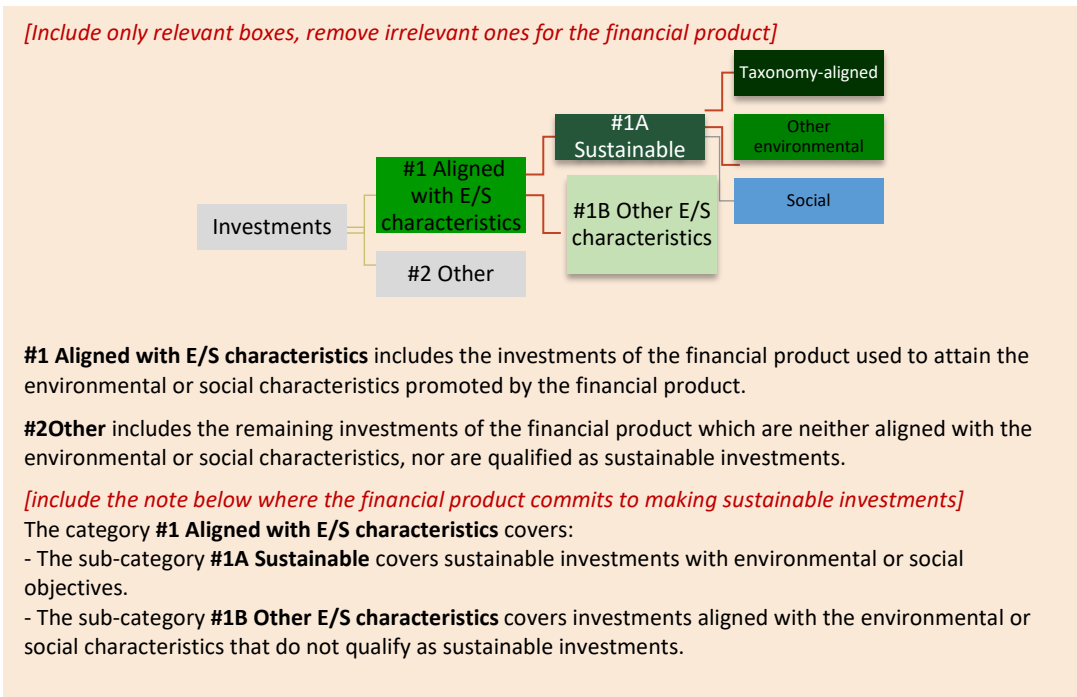 [Include only relevant boxes, remove irrelevant ones for the financial product]
Taxonomy-aligned
#1A
Sustainable
Other
environmental
#1 Aligned
with E/S
characteristics
#1B Other E/S
characteristics
Social
Investments
#2 Other
#1 Aligned with E/S characteristics includes the investments of the financial product used to attain the
environmental or social characteristics promoted by the financial product.
#2Other includes the remaining investments of the financial product which are neither aligned with the
environmental or social characteristics, nor are qualified as sustainable investments.
[include the note below where the financial product commits to making sustainable investments]
The category #1 Aligned with E/S characteristics covers:
- The sub-category #1A Sustainable covers sustainable investments with environmental or social
objectives.
- The sub-category #1B Other E/S characteristics covers investments aligned with the environmental or
social characteristics that do not qualify as sustainable investments.